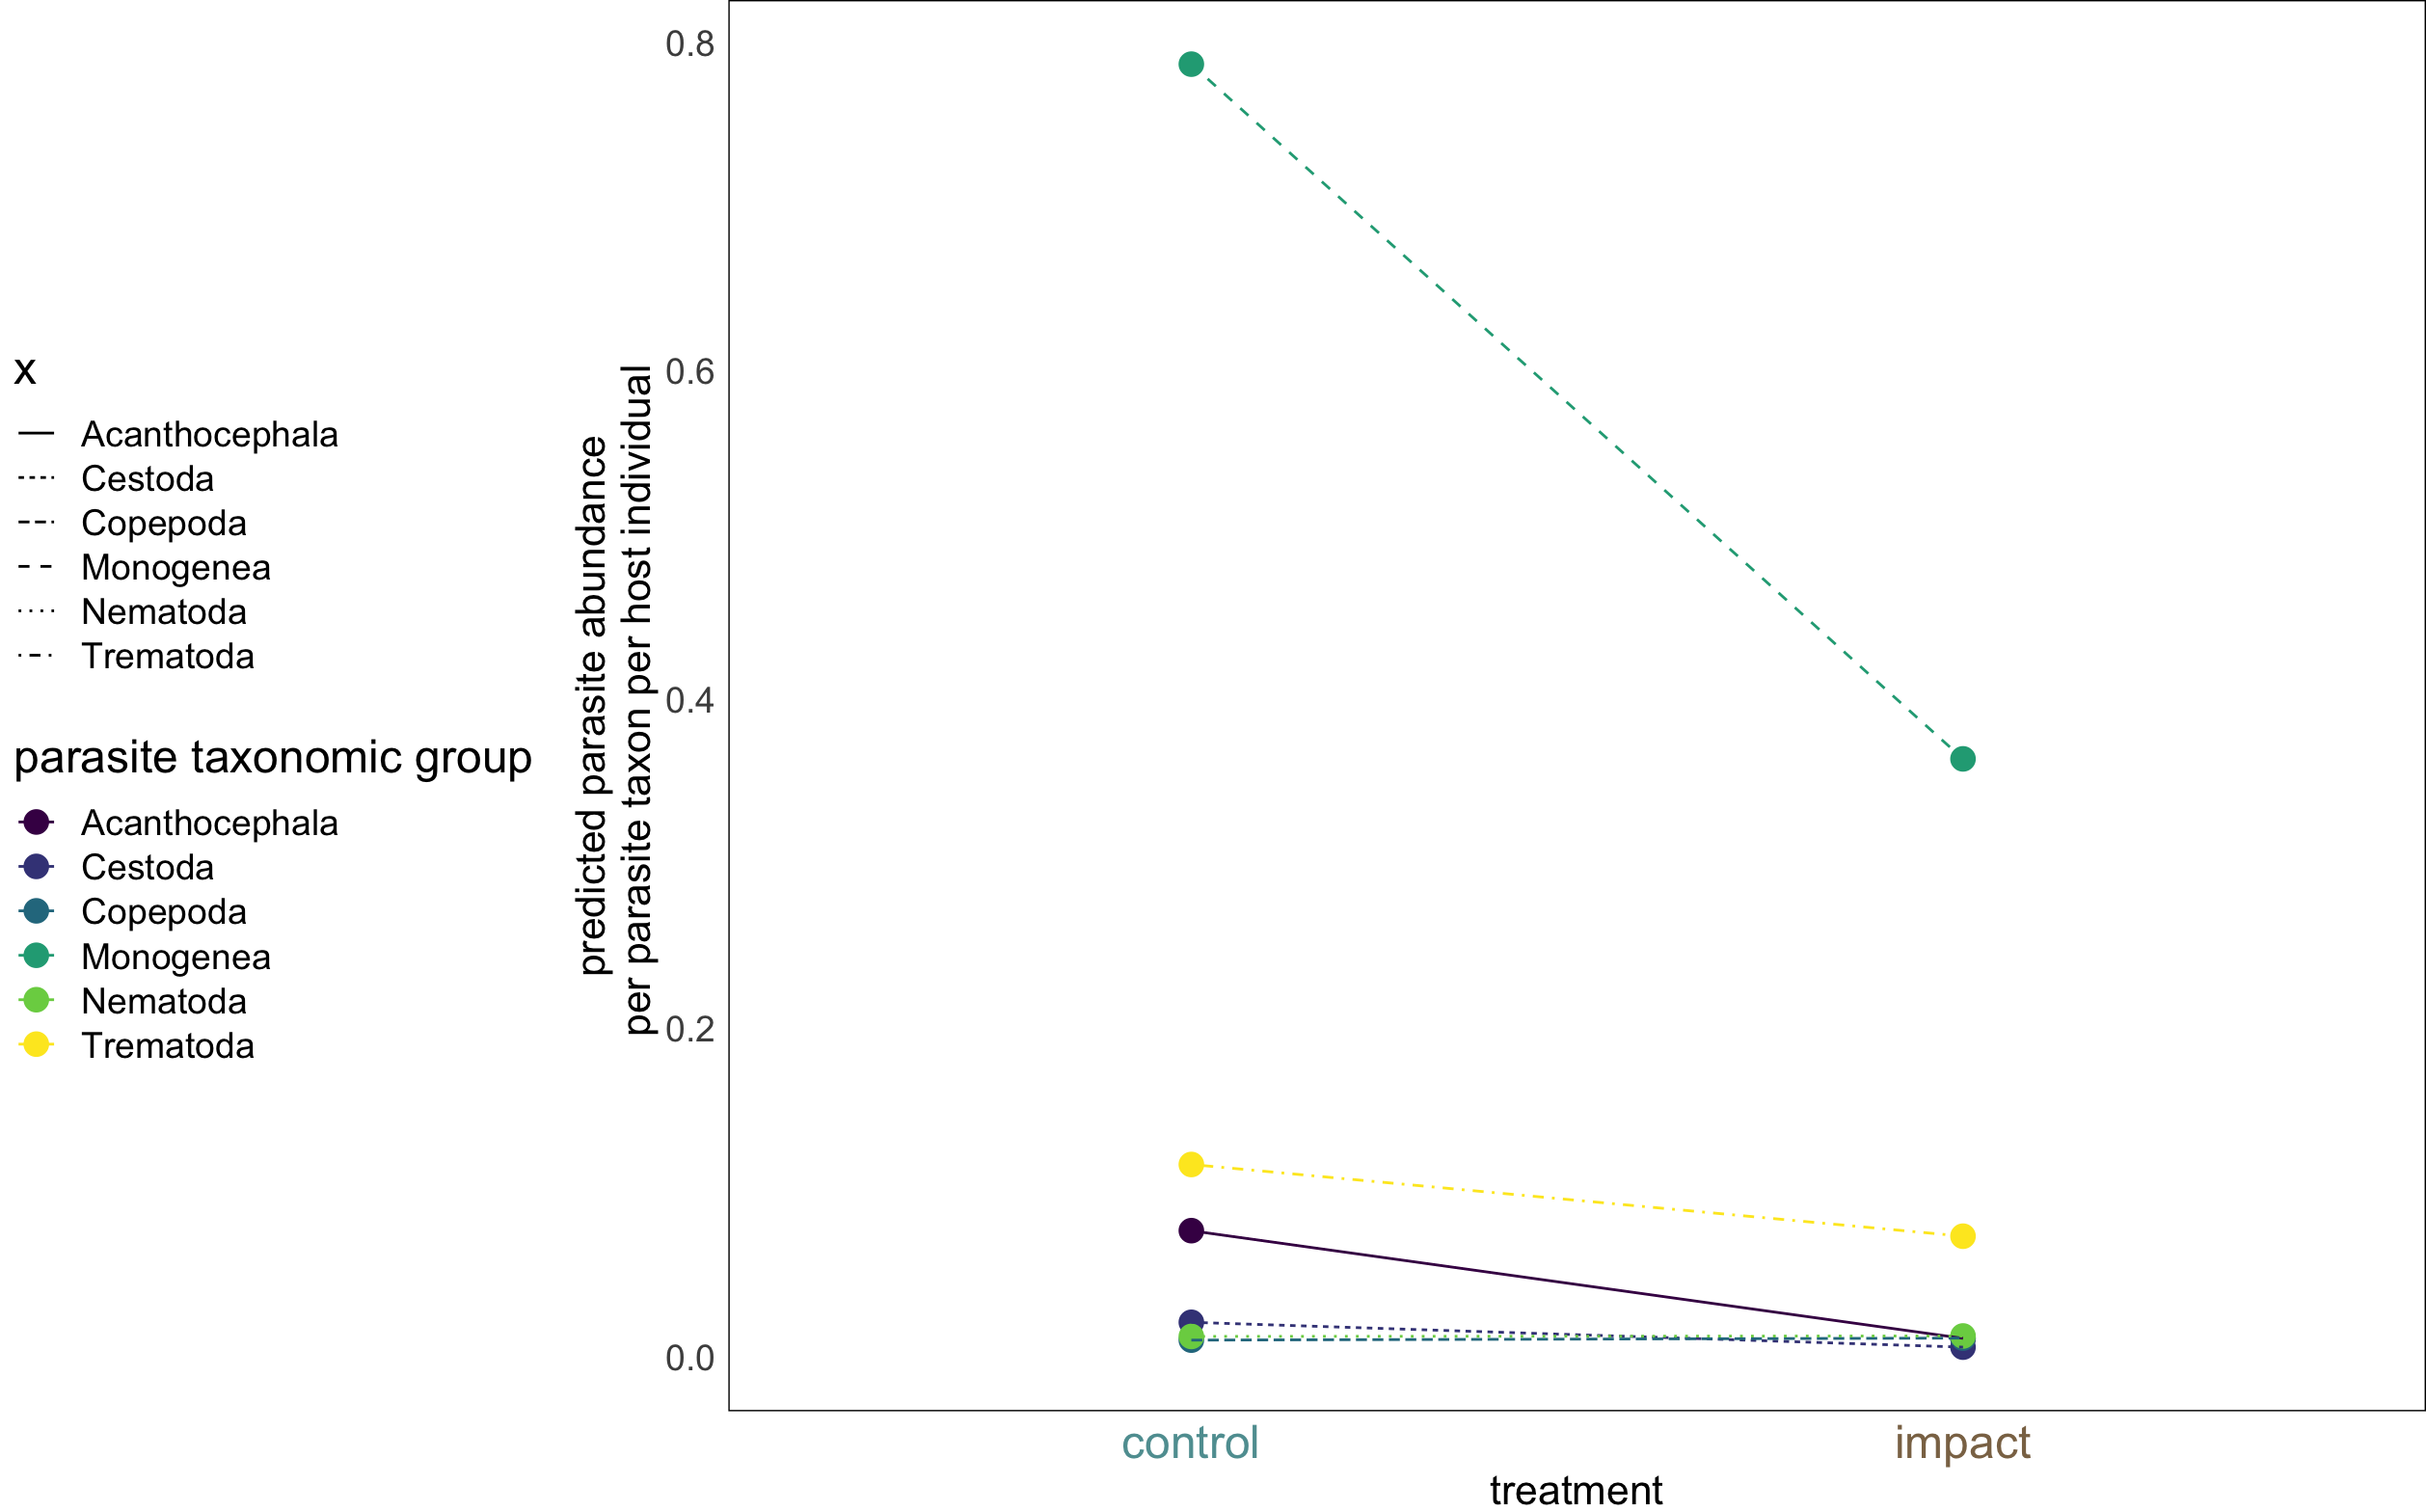 x
Acanthocephala
Cestoda
Copepoda
Monogenea
Nematoda
Trematoda
parasite taxonomic group
Acanthocephala
Cestoda
Copepoda
Monogenea
Nematoda
Trematoda
predicted parasite abundance
per parasite taxon per host individual
0.8
0.6
0.4
0.2
0.0
control
impact
treatment